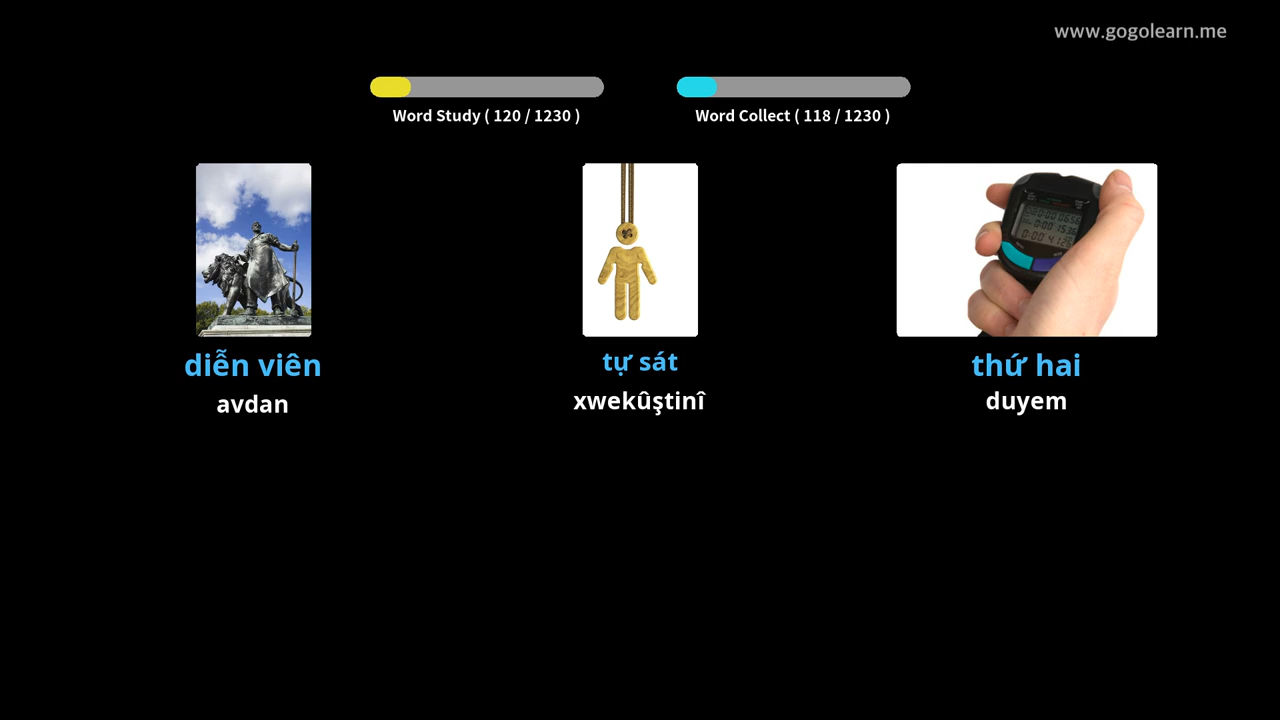 www.gogolearn.me
Word Study ( 120 / 1230 )
Word Collect ( 118 / 1230 )
diễn viên
avdan
tự sát
xwekûştinî
thứ hai
duyem